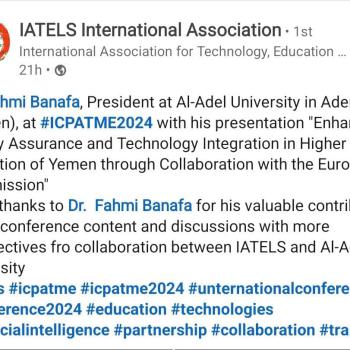 IATELS International Association • 1st
International Association for Technology, Education ...
21h •
hmi Banafa, President at Al-Adel University in Ade
n), at #ICPATME2024 with his presentation "Enhar
y Assurance and Technology Integration in Higher
tion of Yemen through Collaboration with the Euro
ission"
thanks to Dr. Fahmi Banafa for his valuable contri
conference content and discussions with more
ectives fro collaboration between IATELS and Al-A
sity
s #icpatme #icpatme2024 #unternationalconfere
erence2024 #education #technologies
cialintelligence #partnership #collaboration #tra